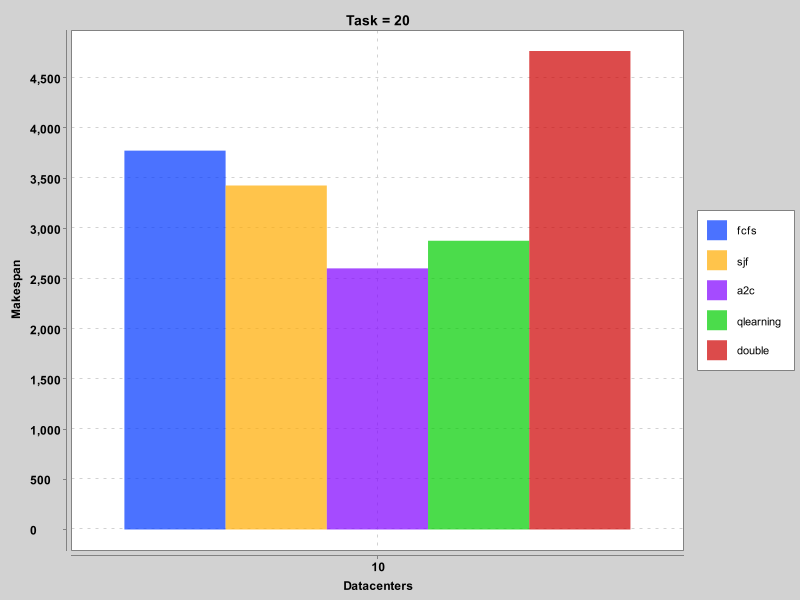 Task = 20
Makespan
4,500
4,000
3,500
3,000
2,500
2,000
1,500
1,000
500
0
10
Datacenters
fcfs
sjf
a2c
qlearning
double